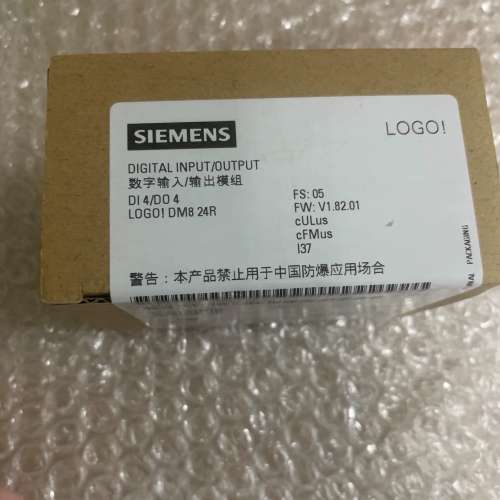 SIEMENS
LOGO!
DIGITAL INPUT/OUTPUT
数字输入/输出模组
DI 4/DO 4
LOGO! DM8 24R
FS: 05
FW: V1.82.01
cULus
cFMus
I37
警告：本产品禁止用于中国防爆应用场合
PACKAGING